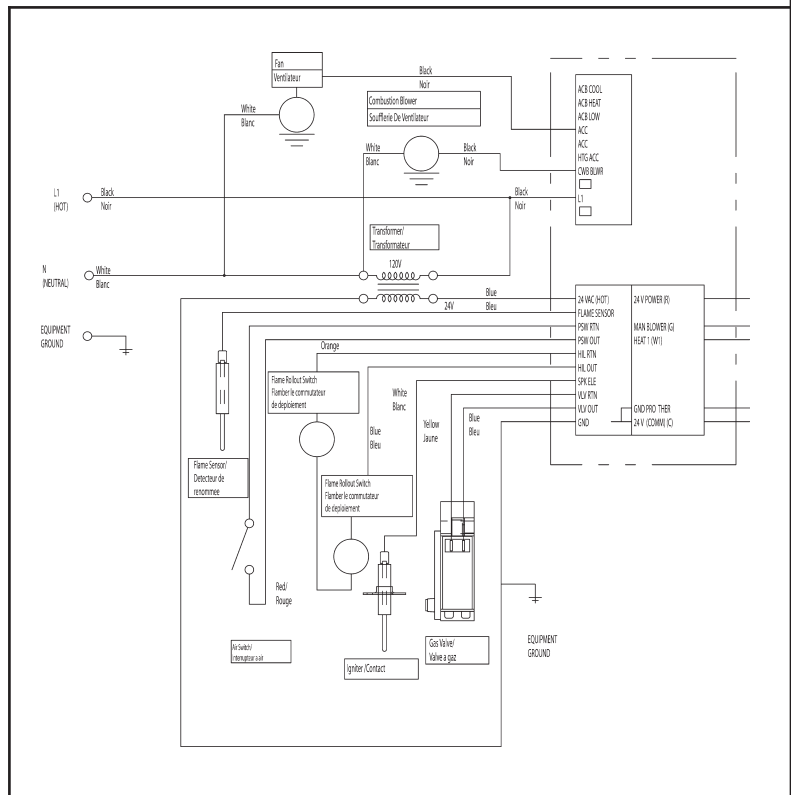 Fan
Ventilateur
Black
Noir
White
Blanc
Combustion Blower
Soufflerie De Ventilateur
White
Blanc
Black
Noir
ACB COOL
ACB HEAT
ACB LOW
ACC
ACC
HTG ACC
CWB BLWR
L1
L1
(HOT)
Black
Noir
Black
Noir
Transformer/
Transformateur
120V
N
(NEUTRAL)
White
Blanc
24V
Blue
Bleu
EQUIPMENT
GROUND
24 VAC (HOT)
FLAME SENSOR
PSW RTN
PSW OUT
HIL RTN
HIL OUT
SPK ELE
VLV RTN
VLV OUT
GND
24 V POWER (R)
MAN BLOWER (G)
HEAT 1 (W1)
GND PRO THER
24 V (COMM) (C)
Orange
Flame Rollout Switch
Flamber le commutateur
de deploiement
White
Blanc
Yellow
Jaune
Blue
Bleu
Blue
Bleu
Flame Sensor/
Detecteur de
renommee
Flame Rollout Switch
Flamber le commutateur
de deploiement
Red/
Rouge
Air Switch/
Interrupteur a air
Igniter /Contact
Gas Valve/
Valve a gaz
EQUIPMENT
GROUND